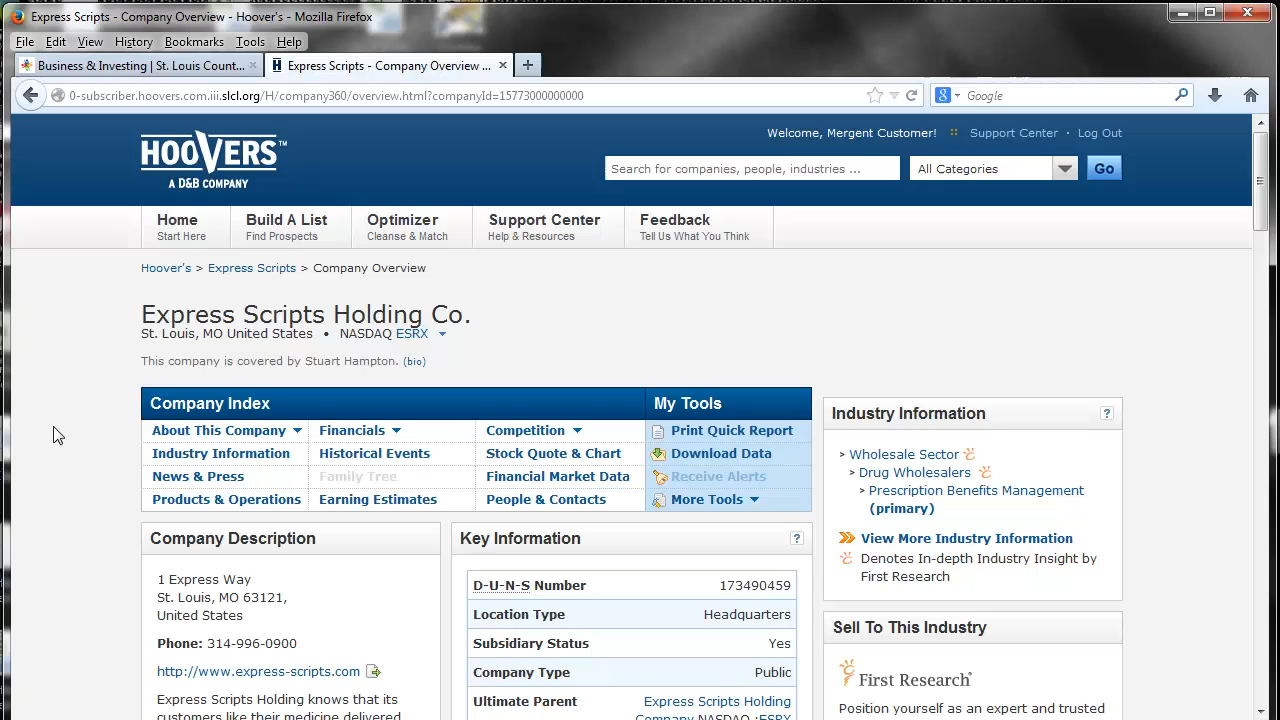 Express Scripts - Company Overview - Hoover's - Mozilla Firefox
File Edit View History Bookmarks Tools Help
Business & Investing | St. Louis Count...
Express Scripts - Company Overview ...
0-subscriber.hoovers.com.iii.slcl.org/H/company360/overview.html?companyId=15773000000000
Google
HOOVERS™
A D&B COMPANY
Welcome, Mergent Customer! Support Center · Log Out
Search for companies, people, industries ...
All Categories
Go
Home
Start Here
Build A List
Find Prospects
Optimizer
Cleanse & Match
Support Center
Help & Resources
Feedback
Tell Us What You Think
Hoover's > Express Scripts > Company Overview
Express Scripts Holding Co.
St. Louis, MO United States • NASDAQ ESRX
This company is covered by Stuart Hampton. (bio)
Company Index
About This Company Financials Competition
Industry Information Historical Events Stock Quote & Chart
News & Press Family Tree Financial Market Data
Products & Operations Earning Estimates People & Contacts
My Tools
Print Quick Report
Download Data
Receive Alerts
More Tools
Industry Information ?
> Wholesale Sector
> Drug Wholesalers
> Prescription Benefits Management
(primary)
View More Industry Information
Denotes In-depth Industry Insight by
First Research
Company Description
1 Express Way
St. Louis, MO 63121,
United States
Phone: 314-996-0900
http://www.express-scripts.com
Express Scripts Holding knows that its
customers like their medicine delivered
Key Information ?
D-U-N-S Number 173490459
Location Type Headquarters
Subsidiary Status Yes
Company Type Public
Ultimate Parent Express Scripts Holding
Company NASDAQ :ESRX
Sell To This Industry
First Research
Position yourself as an expert and trusted